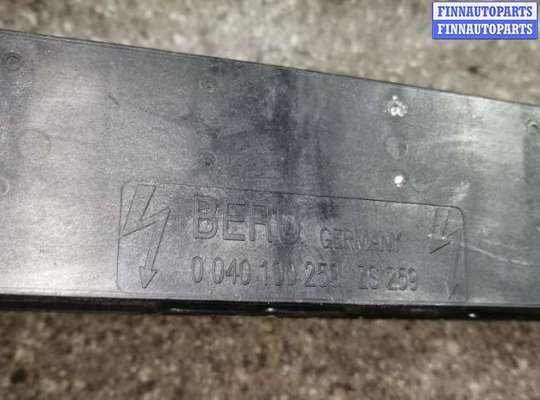 FINNAUTOPARTS
FINNAUTOPARTS
BERU GERMANY
0 040 100 259 ZS 259